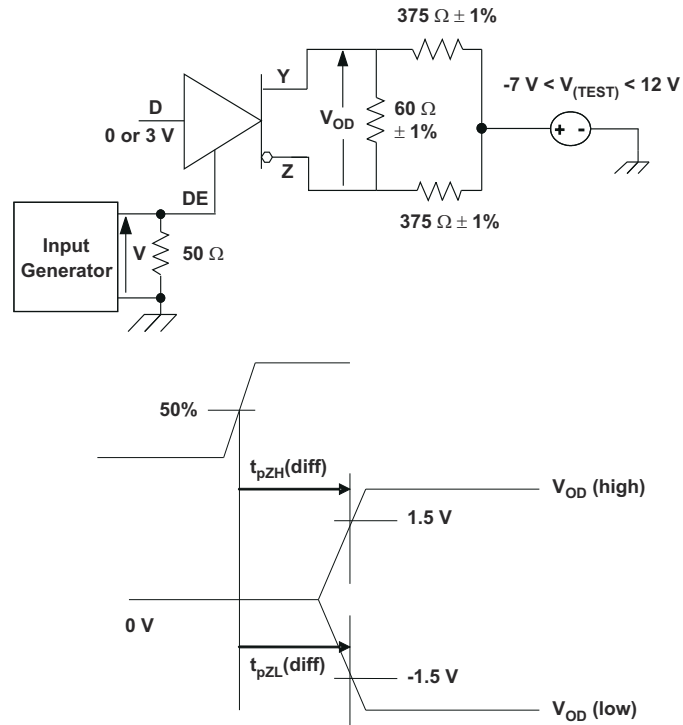 375 Ω ± 1%
Y
-7 V < V(TEST) < 12 V
D
0 or 3 V
VOD
60 Ω
± 1%
Z
DE
375 Ω ± 1%
Input
Generator
V
50 Ω
50%
tpZH(diff)
VOD (high)
1.5 V
0 V
tpZL(diff)
-1.5 V
VOD (low)